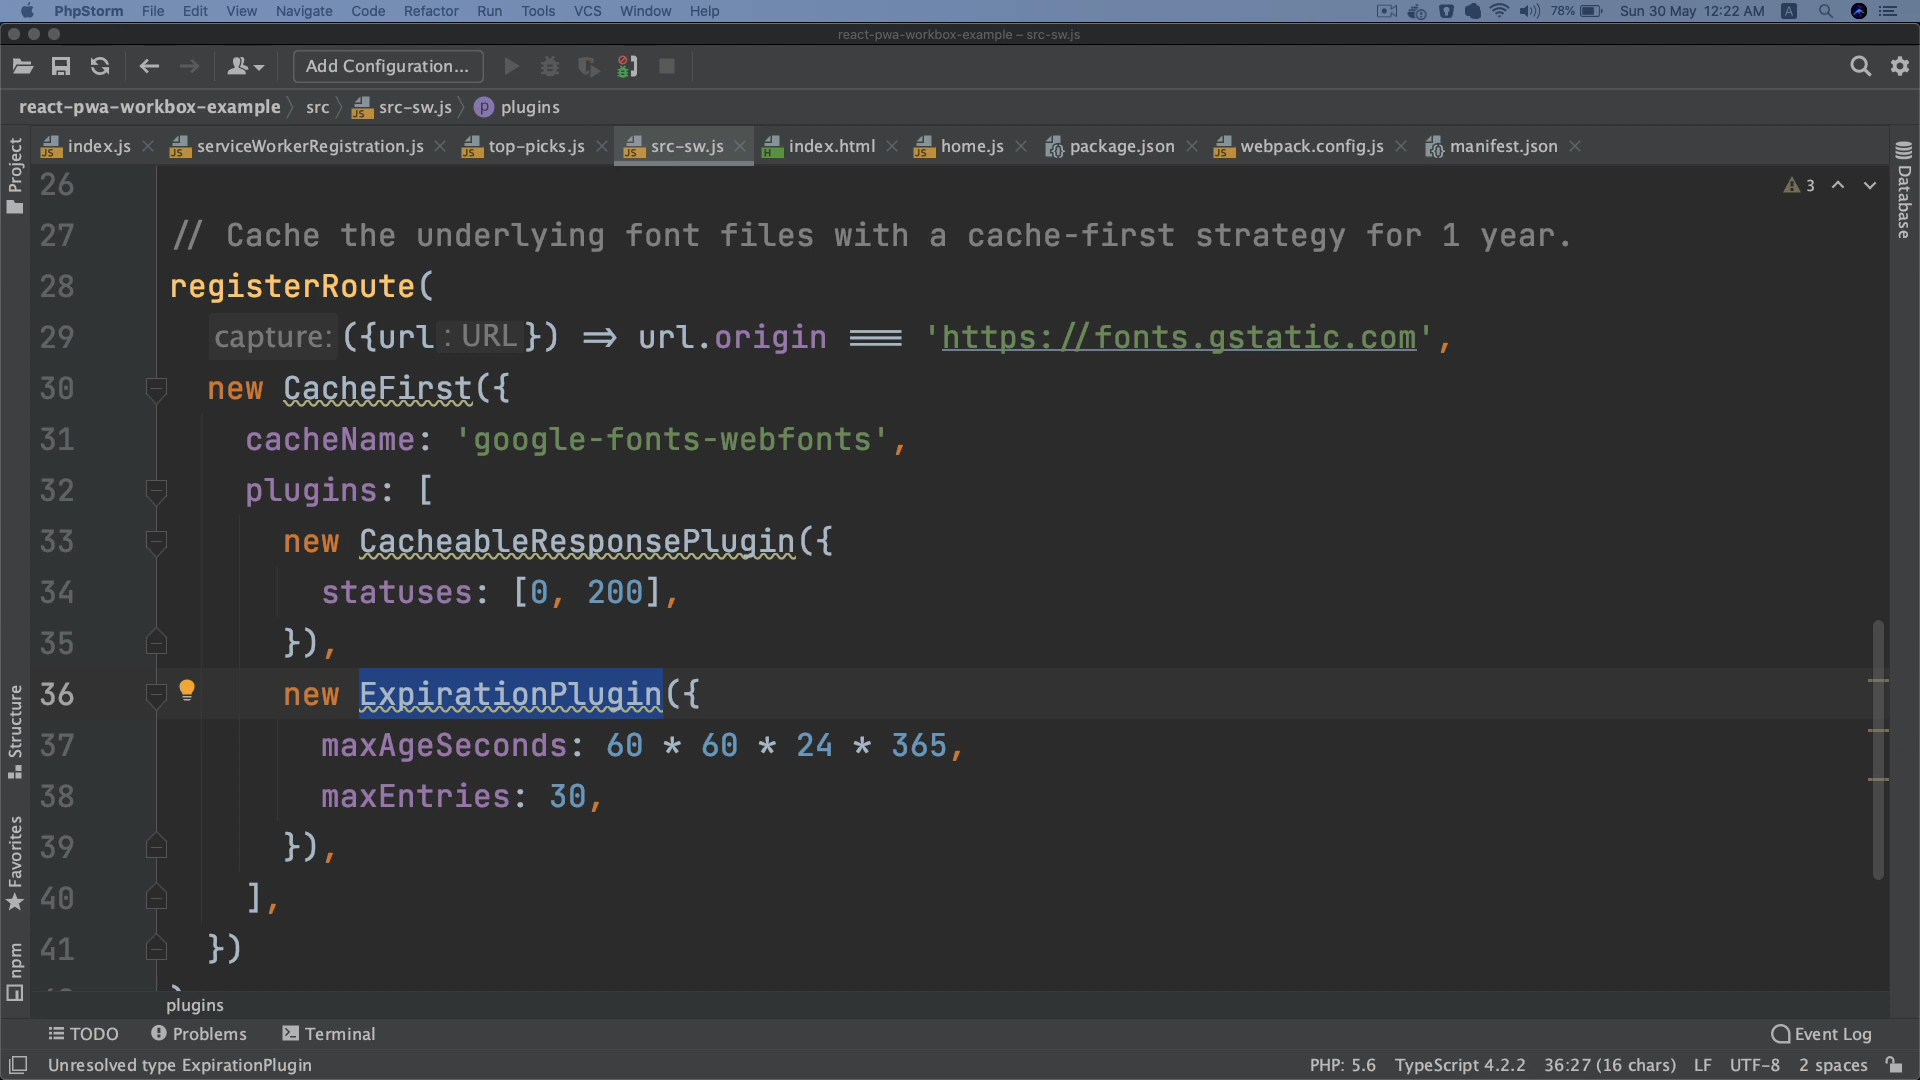 PhpStorm File Edit View Navigate Code Refactor Run Tools VCS Window Help 78% Sun 30 May 12:22 AM A
react-pwa-workbox-example – src-sw.js
Add Configuration...
react-pwa-workbox-example src src-sw.js p plugins
index.js serviceWorkerRegistration.js top-picks.js src-sw.js index.html home.js package.json webpack.config.js manifest.json
Project
Structure
Favorites
npm
Database
26
3
27 // Cache the underlying font files with a cache-first strategy for 1 year.
28 registerRoute(
29 capture: ({url : URL }) => url.origin === 'https://fonts.gstatic.com',
30 new CacheFirst({
31 cacheName: 'google-fonts-webfonts',
32 plugins: [
33 new CacheableResponsePlugin({
34 statuses: [0, 200],
35 }),
36 new ExpirationPlugin({
37 maxAgeSeconds: 60 * 60 * 24 * 365,
38 maxEntries: 30,
39 }),
40 ],
41 })
plugins
TODO Problems Terminal Event Log
Unresolved type ExpirationPlugin PHP: 5.6 TypeScript 4.2.2 36:27 (16 chars) LF UTF-8 2 spaces